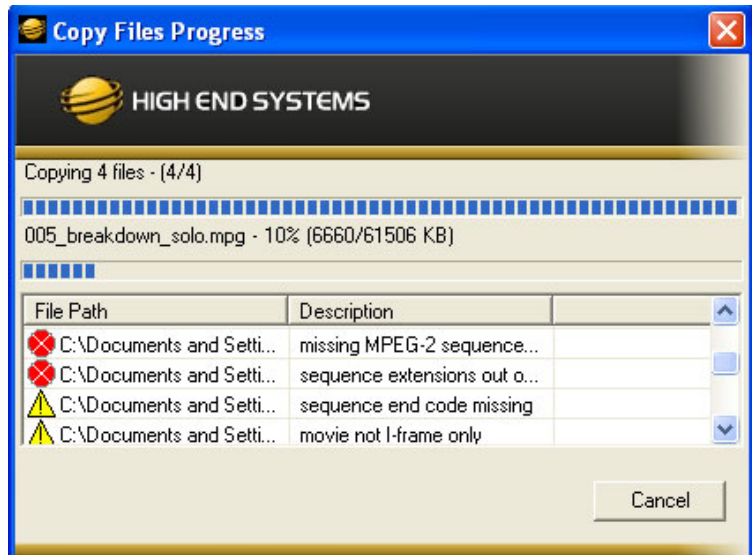 Copy Files Progress
HIGH END SYSTEMS
Copying 4 files - (4/4)
005_breakdown_solo.mpg - 10% (6660/61506 KB)
File Path Description
C:\Documents and Setti... missing MPEG-2 sequence...
C:\Documents and Setti... sequence extensions out o...
C:\Documents and Setti... sequence end code missing
C:\Documents and Setti... movie not I-frame only
Cancel